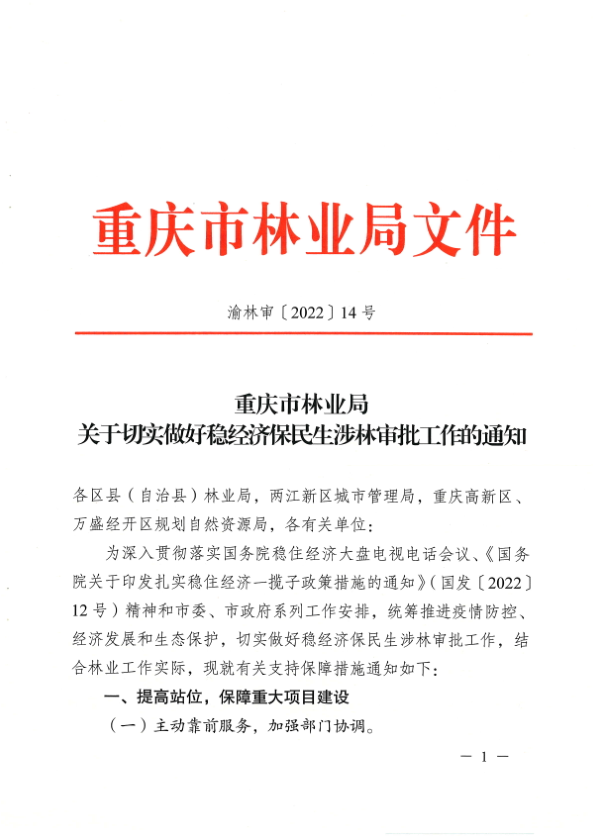 重庆市林业局文件
渝林审〔2022〕14 号
重庆市林业局
关于切实做好稳经济保民生涉林审批工作的通知
各区县（自治县）林业局，两江新区城市管理局，重庆高新区、
万盛经开区规划自然资源局，各有关单位：
为深入贯彻落实国务院稳住经济大盘电视电话会议、《国务
院关于印发扎实稳住经济一揽子政策措施的通知》（国发〔2022〕
12 号）精神和市委、市政府系列工作安排，统筹推进疫情防控、
经济发展和生态保护，切实做好稳经济保民生涉林审批工作，结
合林业工作实际，现就有关支持保障措施通知如下：
一、提高站位，保障重大项目建设
（一）主动靠前服务，加强部门协调。
— 1 —